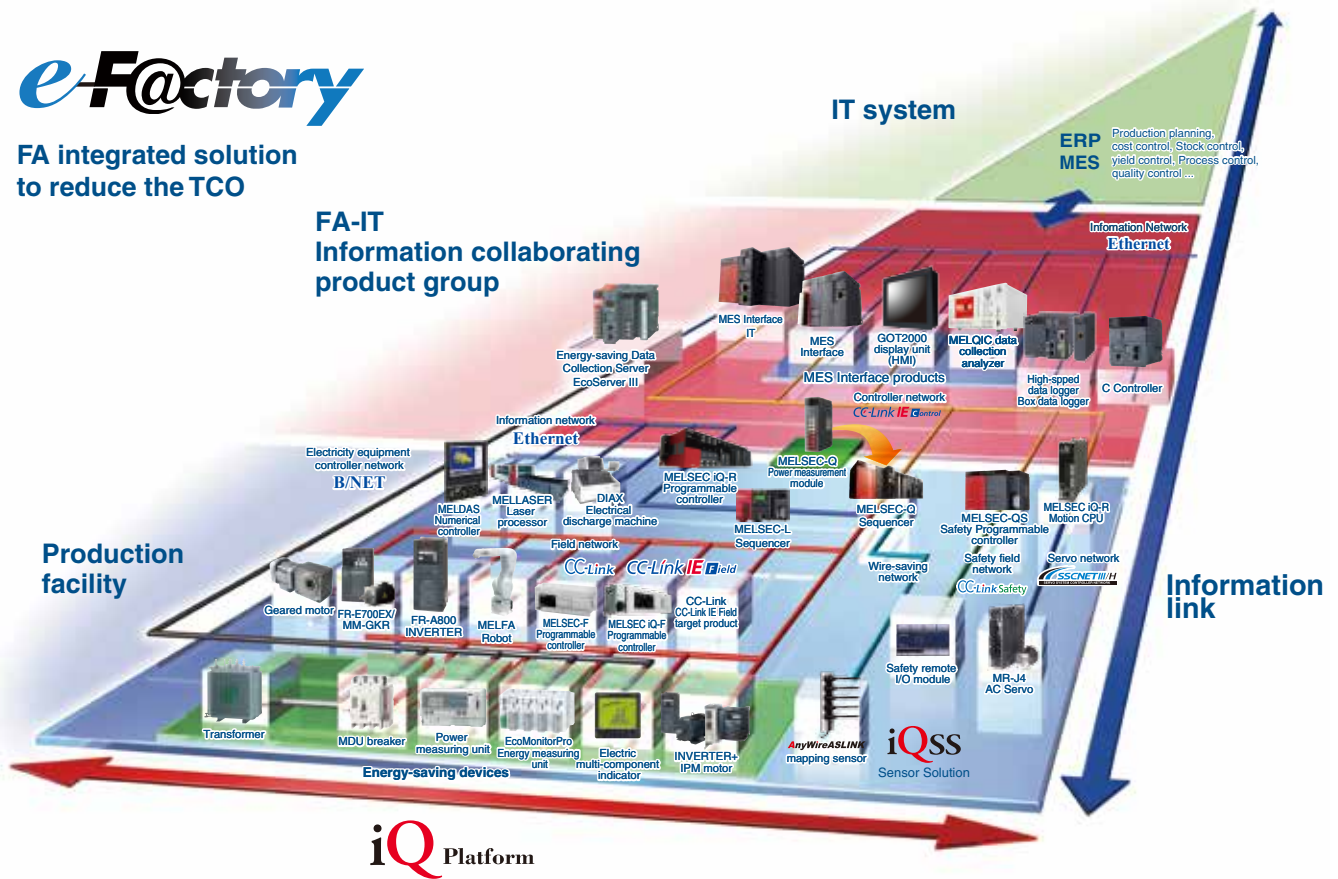 e-F@ctory
FA integrated solution
to reduce the TCO
IT system
ERP
MES
Production planning,
cost control, Stock control,
yield control, Process control,
quality control ...
FA-IT
Information collaborating
product group
Infomation Network
Ethernet
MES Interface
IT
MES
Interface
GOT2000
display unit
(HMI)
MELQIC data
collection
analyzer
High-spped
data logger
Box data logger
C Controller
Energy-saving Data
Collection Server
EcoServer III
MES Interface products
Controller network
CC-Link IE Control
Information network
Ethernet
Electricity equipment
controller network
B/NET
MELDAS
Numerical
controller
MELLASER
Laser
processor
DIAX
Electrical
discharge machine
MELSEC iQ-R
Programmable
controller
MELSEC-L
Sequencer
MELSEC-Q
Power measurement
module
MELSEC-Q
Sequencer
MELSEC-QS
Safety Programmable
controller
MELSEC iQ-R
Motion CPU
Production
facility
Field network
CC-Link
CC-Link IE Field
Wire-saving
network
Safety field
network
CC-Link Safety
Servo network
SSCNETIII/H
SERVO SYSTEM CONTROLLER NETWORK
Information
link
Geared motor
FR-E700EX/
MM-GKR
FR-A800
INVERTER
MELFA
Robot
MELSEC-F
Programmable
controller
MELSEC iQ-F
Programmable
controller
CC-Link
CC-Link IE Field
target product
Safety remote
I/O module
MR-J4
AC Servo
Transformer
MDU breaker
Power
measuring unit
EcoMonitorPro
Energy measuring
unit
Electric
multi-component
indicator
INVERTER+
IPM motor
AnyWireASLINK
mapping sensor
iQSS
Sensor Solution
Energy-saving devices
iQ Platform